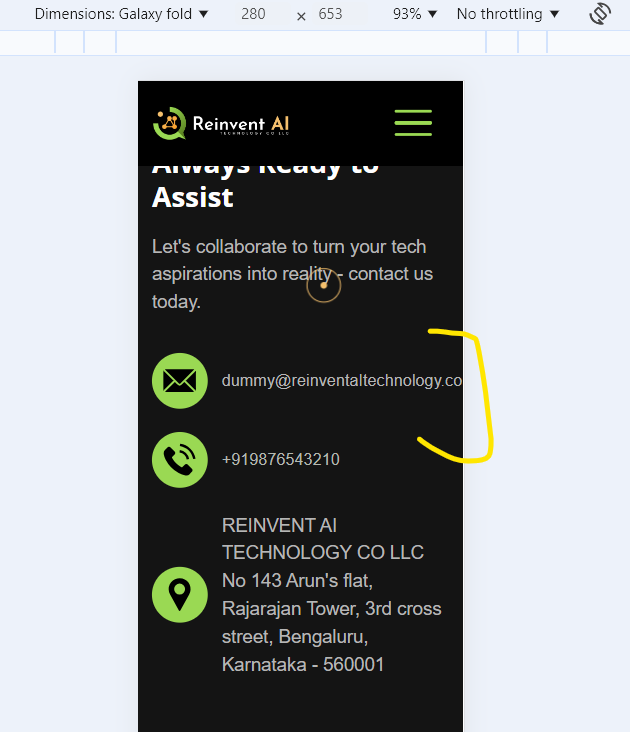 Dimensions: Galaxy fold ▼ 280 × 653 93% ▼ No throttling ▼
Reinvent AI
TECHNOLOGY CO LLC
Always Ready to
Assist
Let's collaborate to turn your tech
aspirations into reality - contact us
today.
dummy@reinventaltechnology.co
+919876543210
REINVENT AI
TECHNOLOGY CO LLC
No 143 Arun's flat,
Rajarajan Tower, 3rd cross
street, Bengaluru,
Karnataka - 560001